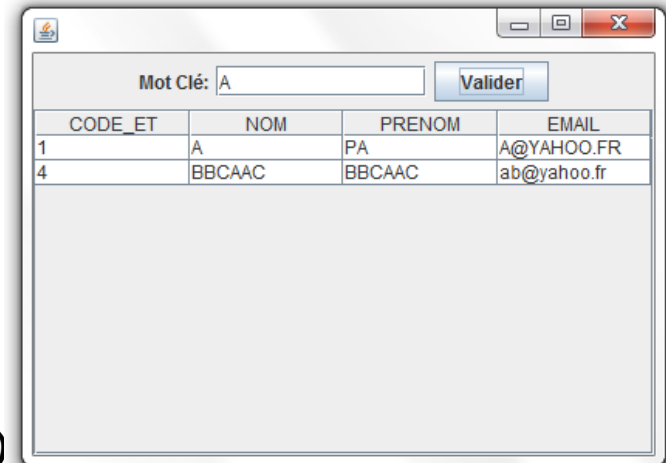 Mot Clé: A Valider
CODE_ET NOM PRENOM EMAIL
1 A PA A@YAHOO.FR
4 BBCAAC BBCAAC ab@yahoo.fr